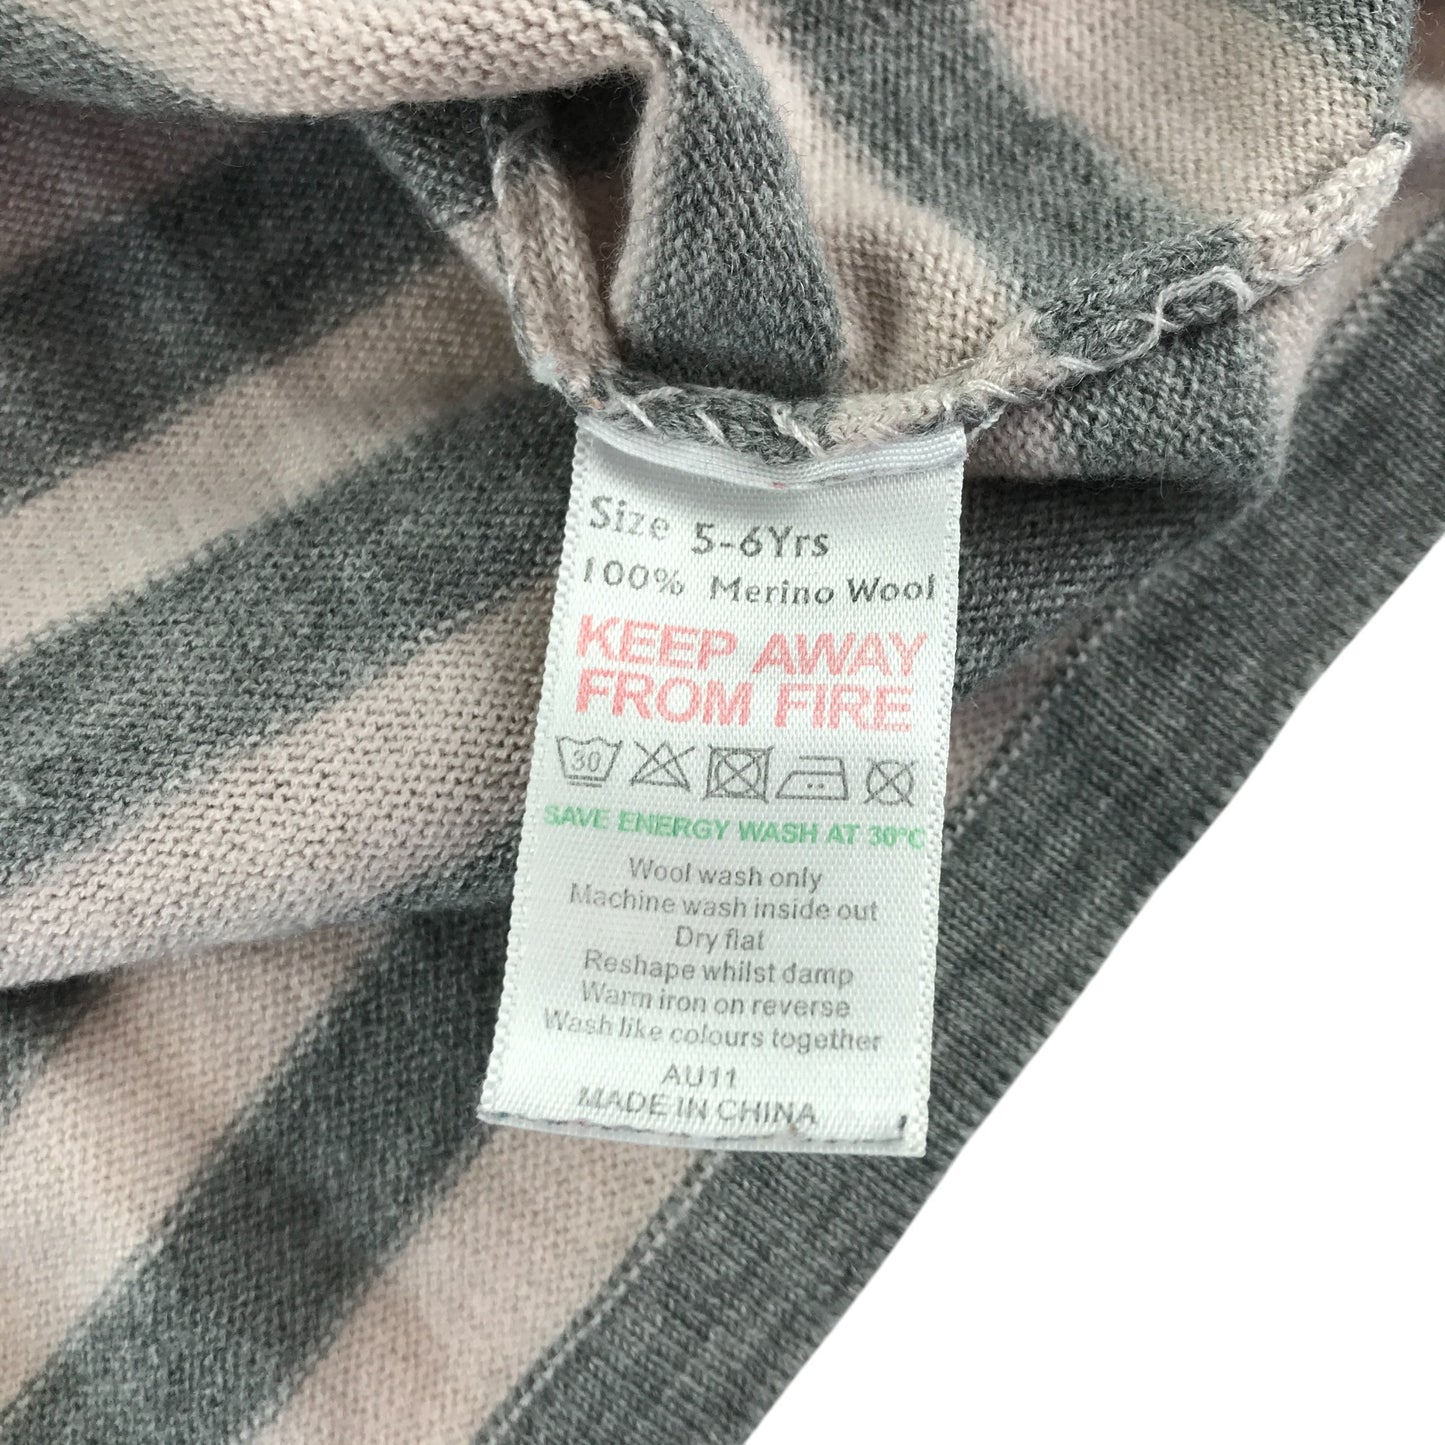 Size 5-6Yrs
100% Merino Wool
KEEP AWAY
FROM FIRE
30
SAVE ENERGY WASH AT 30°C
Wool wash only
Machine wash inside out
Dry flat
Reshape whilst damp
Warm iron on reverse
Wash like colours together
AU11
MADE IN CHINA